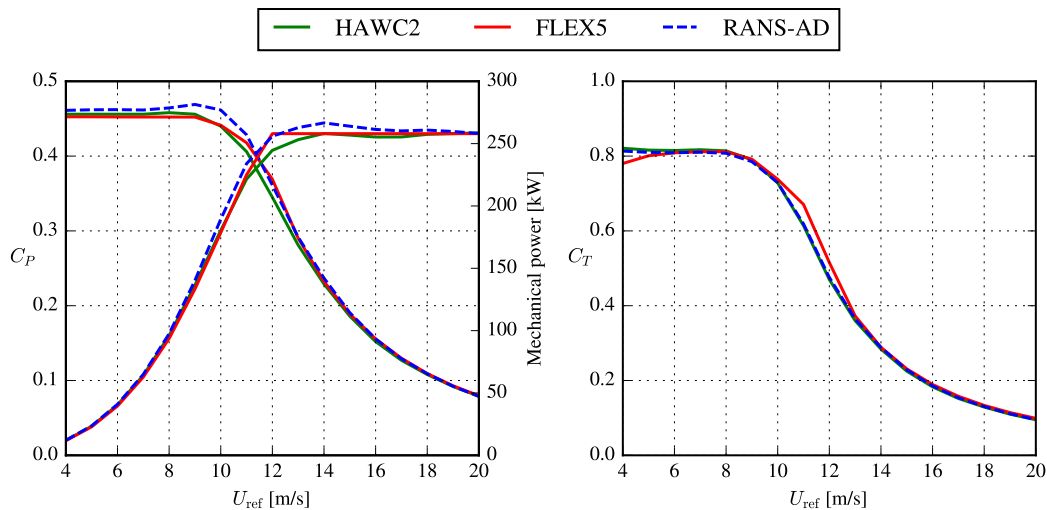 HAWC2 FLEX5 RANS-AD
0.5
0.4
0.3
0.2
0.1
0.0
C_P
4 6 8 10 12 14 16 18 20
U_ref [m/s]
300
250
200
150
100
50
0
Mechanical power [kW]
1.0
0.8
0.6
0.4
0.2
0.0
C_T
4 6 8 10 12 14 16 18 20
U_ref [m/s]